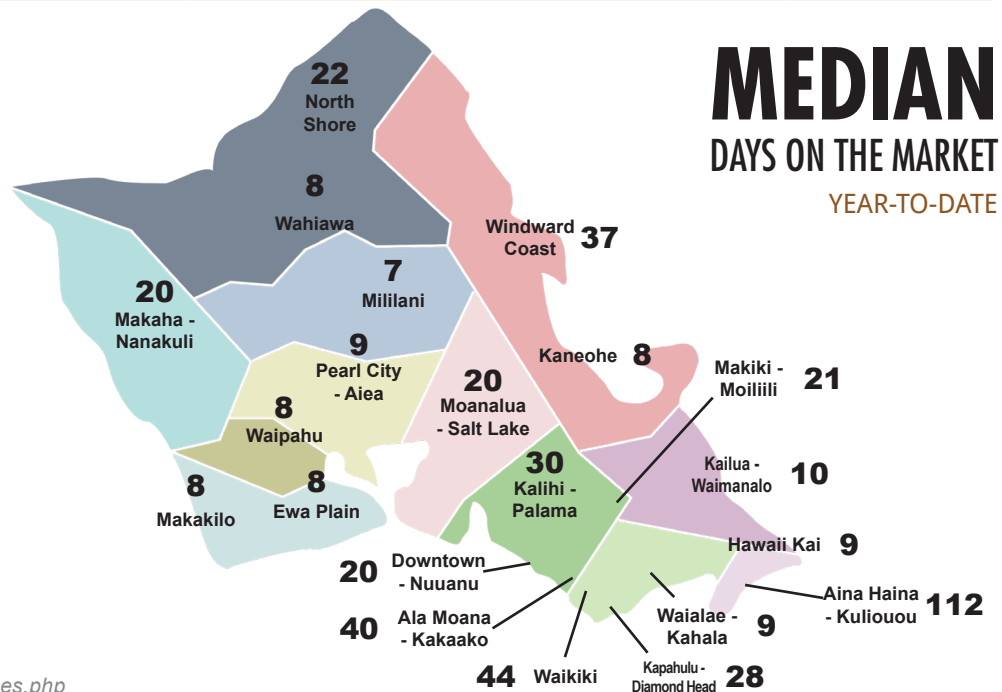 MEDIAN
DAYS ON THE MARKET
YEAR-TO-DATE
22
North
Shore
8
Wahiawa
Windward
Coast 37
7
Mililani
20
Makaha -
Nanakuli
9
Pearl City
- Aiea
Kaneohe 8
Makiki -
Moiliili 21
20
Moanalua
- Salt Lake
8
Waipahu
30
Kalihi -
Palama
Kailua -
Waimanalo 10
8
Makakilo
8
Ewa Plain
Hawaii Kai 9
20 Downtown
- Nuuanu
Aina Haina
- Kuliouou 112
40 Ala Moana
- Kakaako
Waialae -
Kahala 9
44 Waikiki
Kapahulu -
Diamond Head 28
es.php